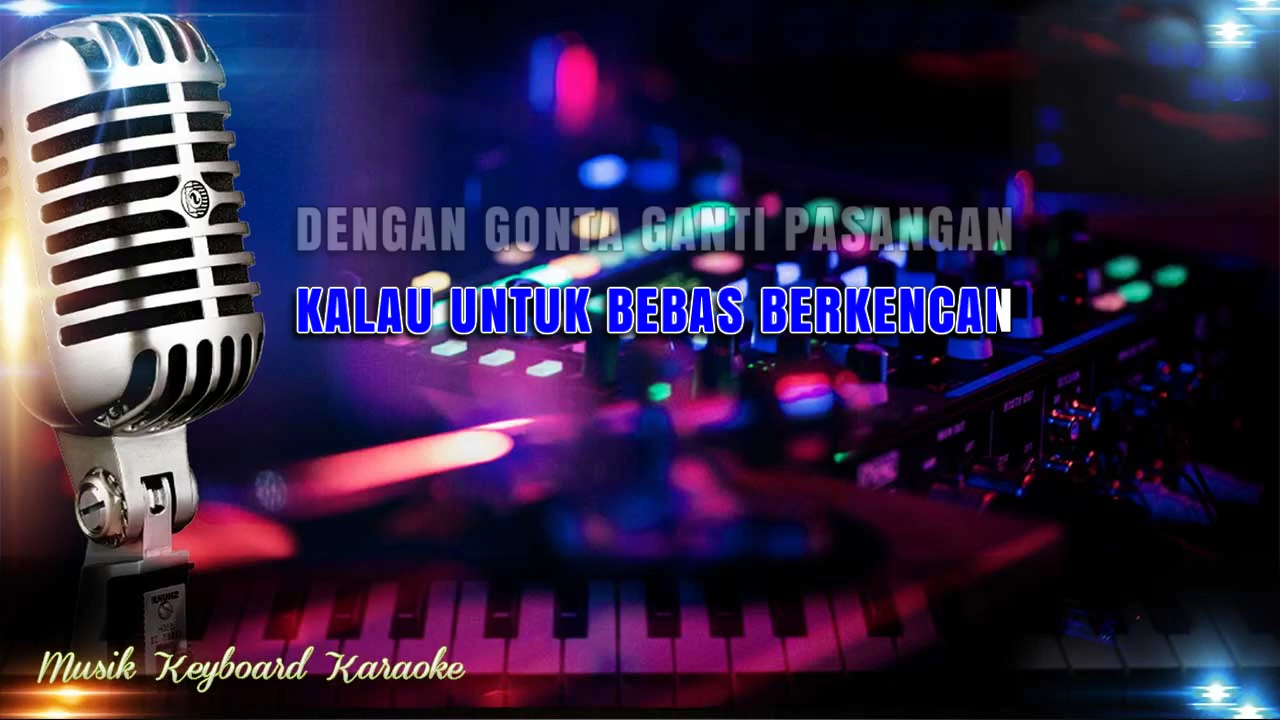 DENGAN GONTA GANTI PASANGAN
KALAU UNTUK BEBAS BERKENCAN
Musik Keyboard Karaoke